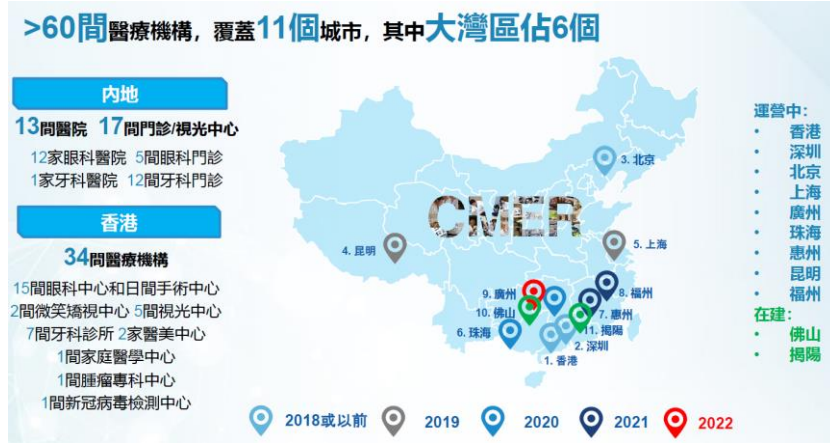 >60間醫療機構，覆蓋11個城市，其中大灣區佔6個
內地
13間醫院 17間門診/視光中心
12家眼科醫院 5間眼科門診
1家牙科醫院 12間牙科門診
香港
34間醫療機構
15間眼科中心和日間手術中心
2間微笑矯視中心 5間視光中心
7間牙科診所 2家醫美中心
1間家庭醫學中心
1間腫瘤專科中心
1間新冠病毒檢測中心
CMER
3. 北京
4. 昆明
5. 上海
9. 廣州
8. 福州
10. 佛山
7. 惠州
6. 珠海
11. 揭陽
2. 深圳
1. 香港
2018或以前
2019
2020
2021
2022
運營中：
• 香港
• 深圳
• 北京
• 上海
• 廣州
• 珠海
• 惠州
• 昆明
• 福州
在建：
• 佛山
• 揭陽